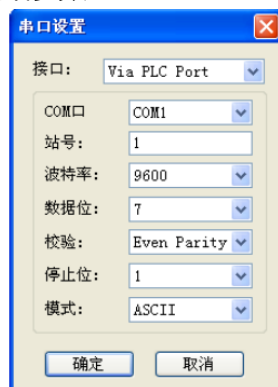 串口设置
接口: Via PLC Port
COM口 COM1
站号: 1
波特率: 9600
数据位: 7
校验: Even Parity
停止位: 1
模式: ASCII
确定 取消